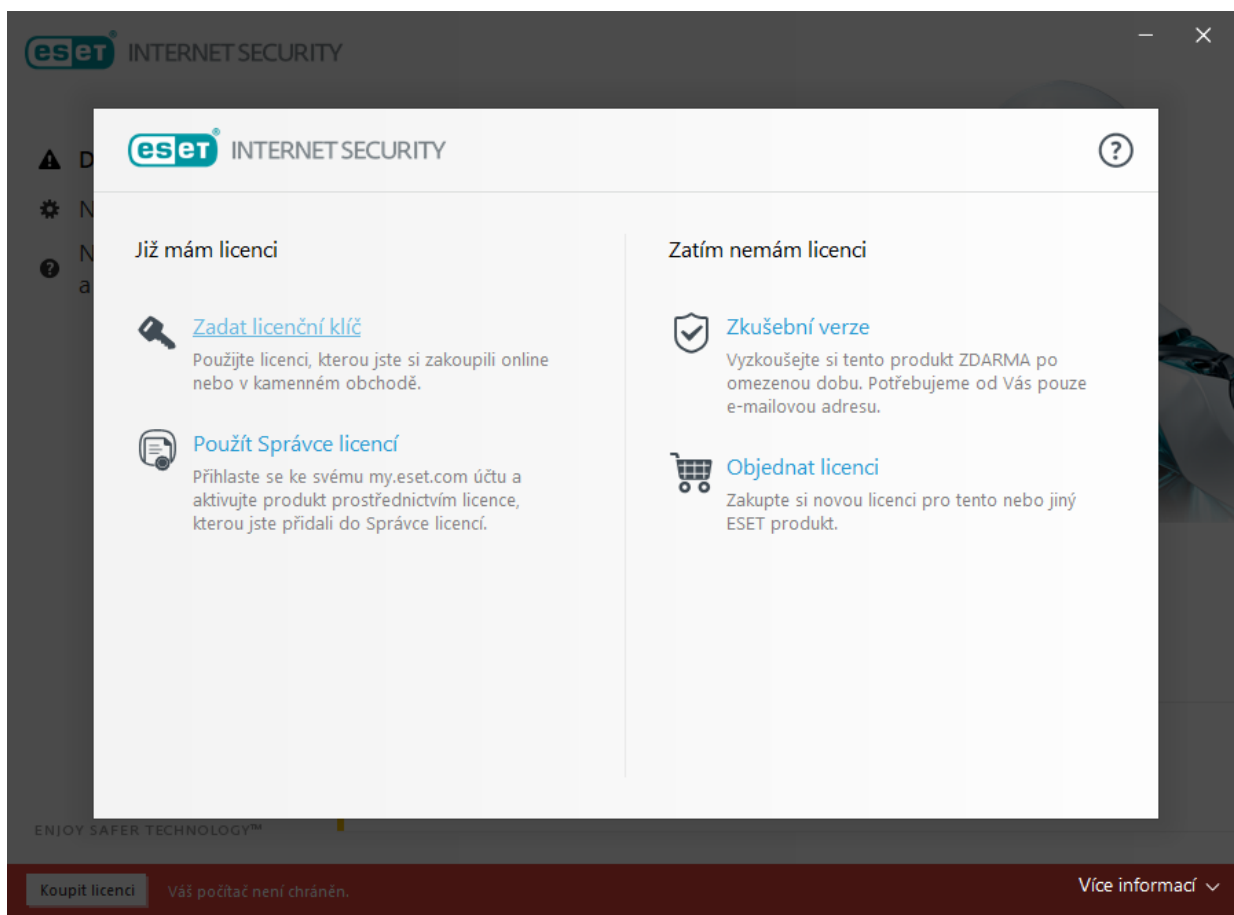 eset® INTERNET SECURITY
D
N
N
a
eset® INTERNET SECURITY
?
Již mám licenci
Zadat licenční klíč
Použijte licenci, kterou jste si zakoupili online
nebo v kamenném obchodě.
Použít Správce licencí
Přihlaste se ke svému my.eset.com účtu a
aktivujte produkt prostřednictvím licence,
kterou jste přidali do Správce licencí.
Zatím nemám licenci
Zkušební verze
Vyzkoušejte si tento produkt ZDARMA po
omezenou dobu. Potřebujeme od Vás pouze
e-mailovou adresu.
Objednat licenci
Zakupte si novou licenci pro tento nebo jiný
ESET produkt.
ENJOY SAFER TECHNOLOGY™
Koupit licenci Váš počítač není chráněn. Více informací